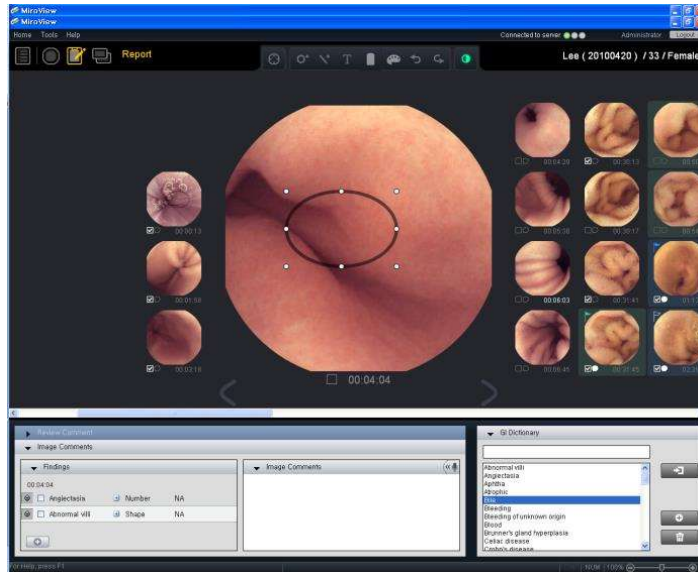 MiroView
MiroView
Home Tools Help Connected to server Administrator Logout
Report Lee ( 20100420 ) / 33 / Female
T
00:00:13
00:01:58
00:03:16
00:04:04
00:04:28 00:30:13
00:05:38 00:30:17
00:06:03 00:31:41
00:06:45 00:31:45
Review Comment
Image Comments
Findings
00:04:04
Angiectasia Number NA
Abnormal villi Shape NA
Image Comments
GI Dictionary
Abnormal villi
Angiectasia
Aphtha
Atrophic
Bile
Bleeding
Bleeding of unknown origin
Blood
Brunner's gland hyperplasia
Celiac disease
Crohn's disease
For Help, press F1 NUM 100%